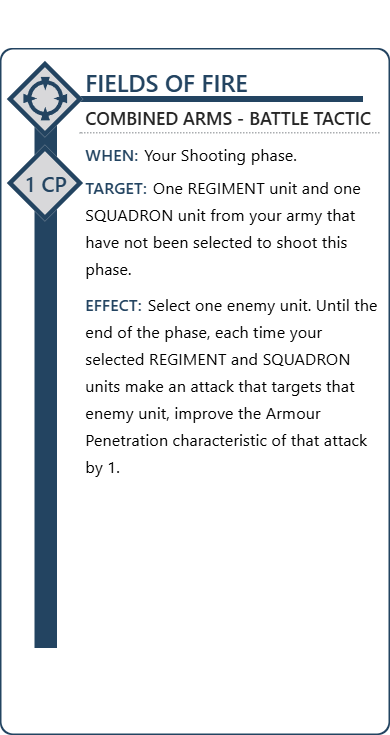 FIELDS OF FIRE
COMBINED ARMS - BATTLE TACTIC
WHEN: Your Shooting phase.
1 CP
TARGET: One REGIMENT unit and one
SQUADRON unit from your army that
have not been selected to shoot this
phase.
EFFECT: Select one enemy unit. Until the
end of the phase, each time your
selected REGIMENT and SQUADRON
units make an attack that targets that
enemy unit, improve the Armour
Penetration characteristic of that attack
by 1.